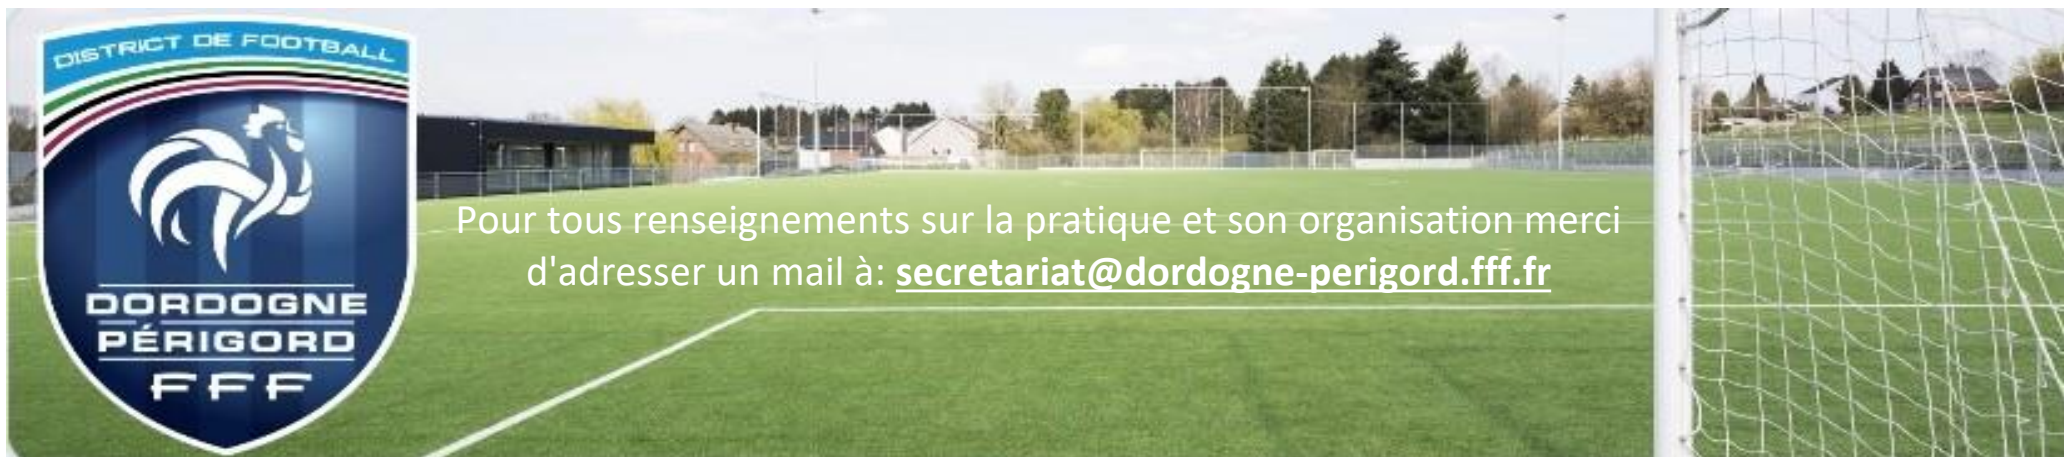 DISTRICT DE FOOTBALL
DORDOGNE
PÉRIGORD
FFF
Pour tous renseignements sur la pratique et son organisation merci
d'adresser un mail à: secretariat@dordogne-perigord.fff.fr